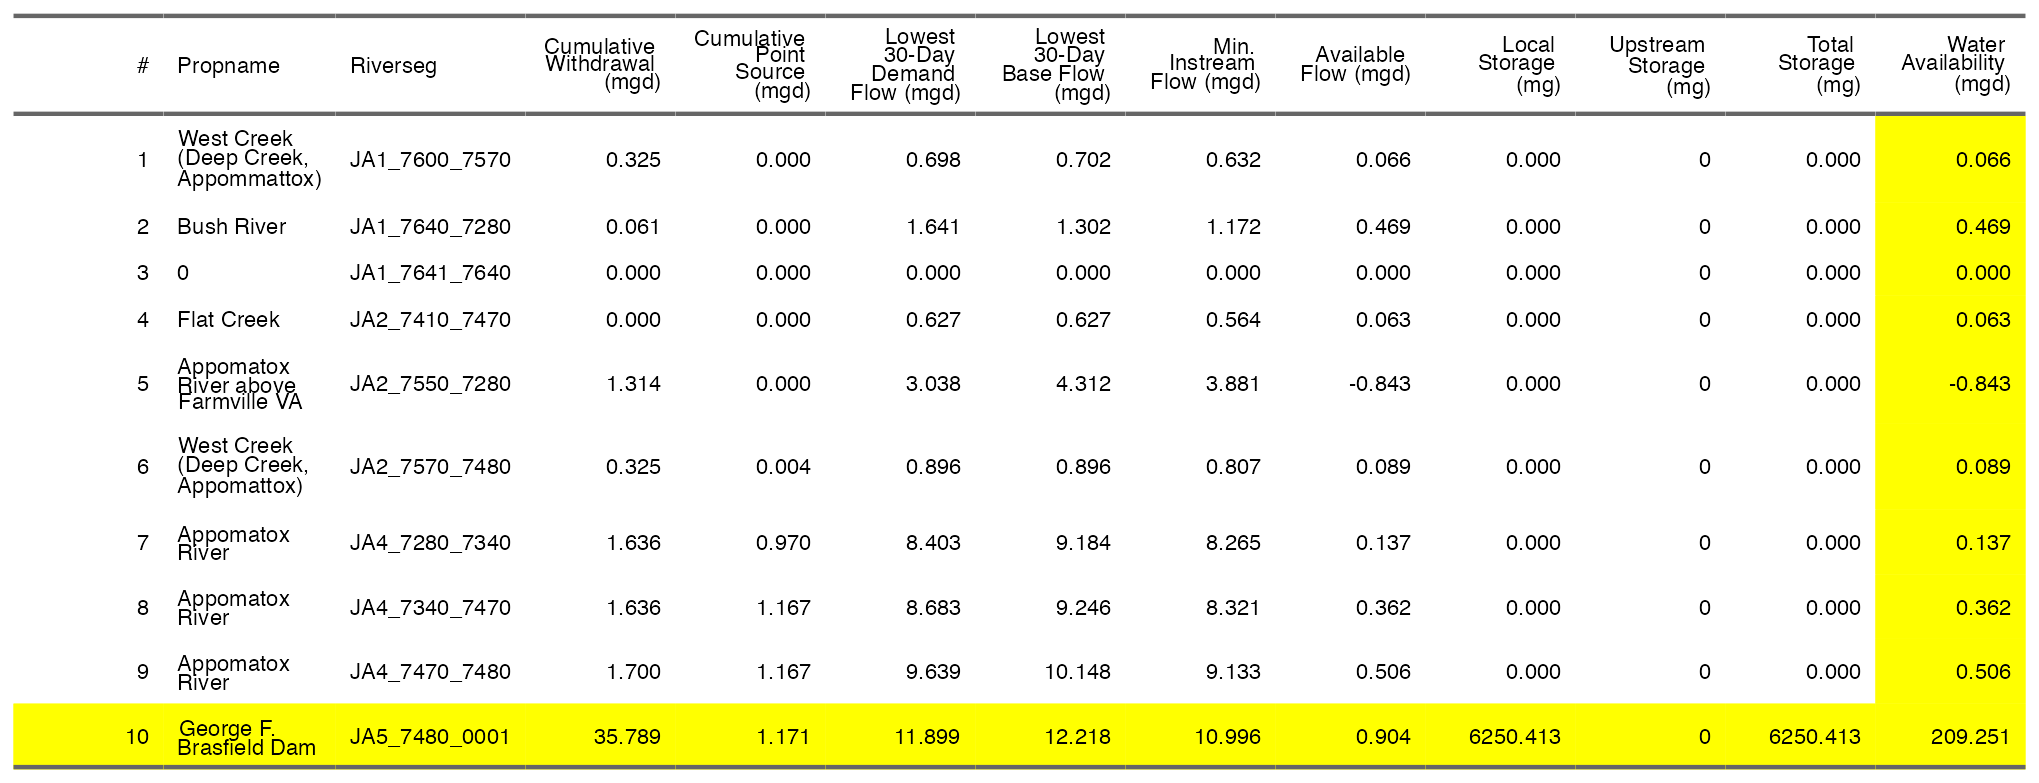 # Propname Riverseg Cumulative Withdrawal (mgd) Cumulative Point Source (mgd) Lowest 30-Day Demand Flow (mgd) Lowest 30-Day Base Flow (mgd) Min. Instream Flow (mgd) Available Flow (mgd) Local Storage (mg) Upstream Storage (mg) Total Storage (mg) Water Availability (mgd)
1 West Creek (Deep Creek, Appommattox) JA1_7600_7570 0.325 0.000 0.698 0.702 0.632 0.066 0.000 0 0.000 0.066
2 Bush River JA1_7640_7280 0.061 0.000 1.641 1.302 1.172 0.469 0.000 0 0.000 0.469
3 0 JA1_7641_7640 0.000 0.000 0.000 0.000 0.000 0.000 0.000 0 0.000 0.000
4 Flat Creek JA2_7410_7470 0.000 0.000 0.627 0.627 0.564 0.063 0.000 0 0.000 0.063
5 Appomatox River above Farmville VA JA2_7550_7280 1.314 0.000 3.038 4.312 3.881 -0.843 0.000 0 0.000 -0.843
6 West Creek (Deep Creek, Appomattox) JA2_7570_7480 0.325 0.004 0.896 0.896 0.807 0.089 0.000 0 0.000 0.089
7 Appomatox River JA4_7280_7340 1.636 0.970 8.403 9.184 8.265 0.137 0.000 0 0.000 0.137
8 Appomatox River JA4_7340_7470 1.636 1.167 8.683 9.246 8.321 0.362 0.000 0 0.000 0.362
9 Appomatox River JA4_7470_7480 1.700 1.167 9.639 10.148 9.133 0.506 0.000 0 0.000 0.506
10 George F. Brasfield Dam JA5_7480_0001 35.789 1.171 11.899 12.218 10.996 0.904 6250.413 0 6250.413 209.251